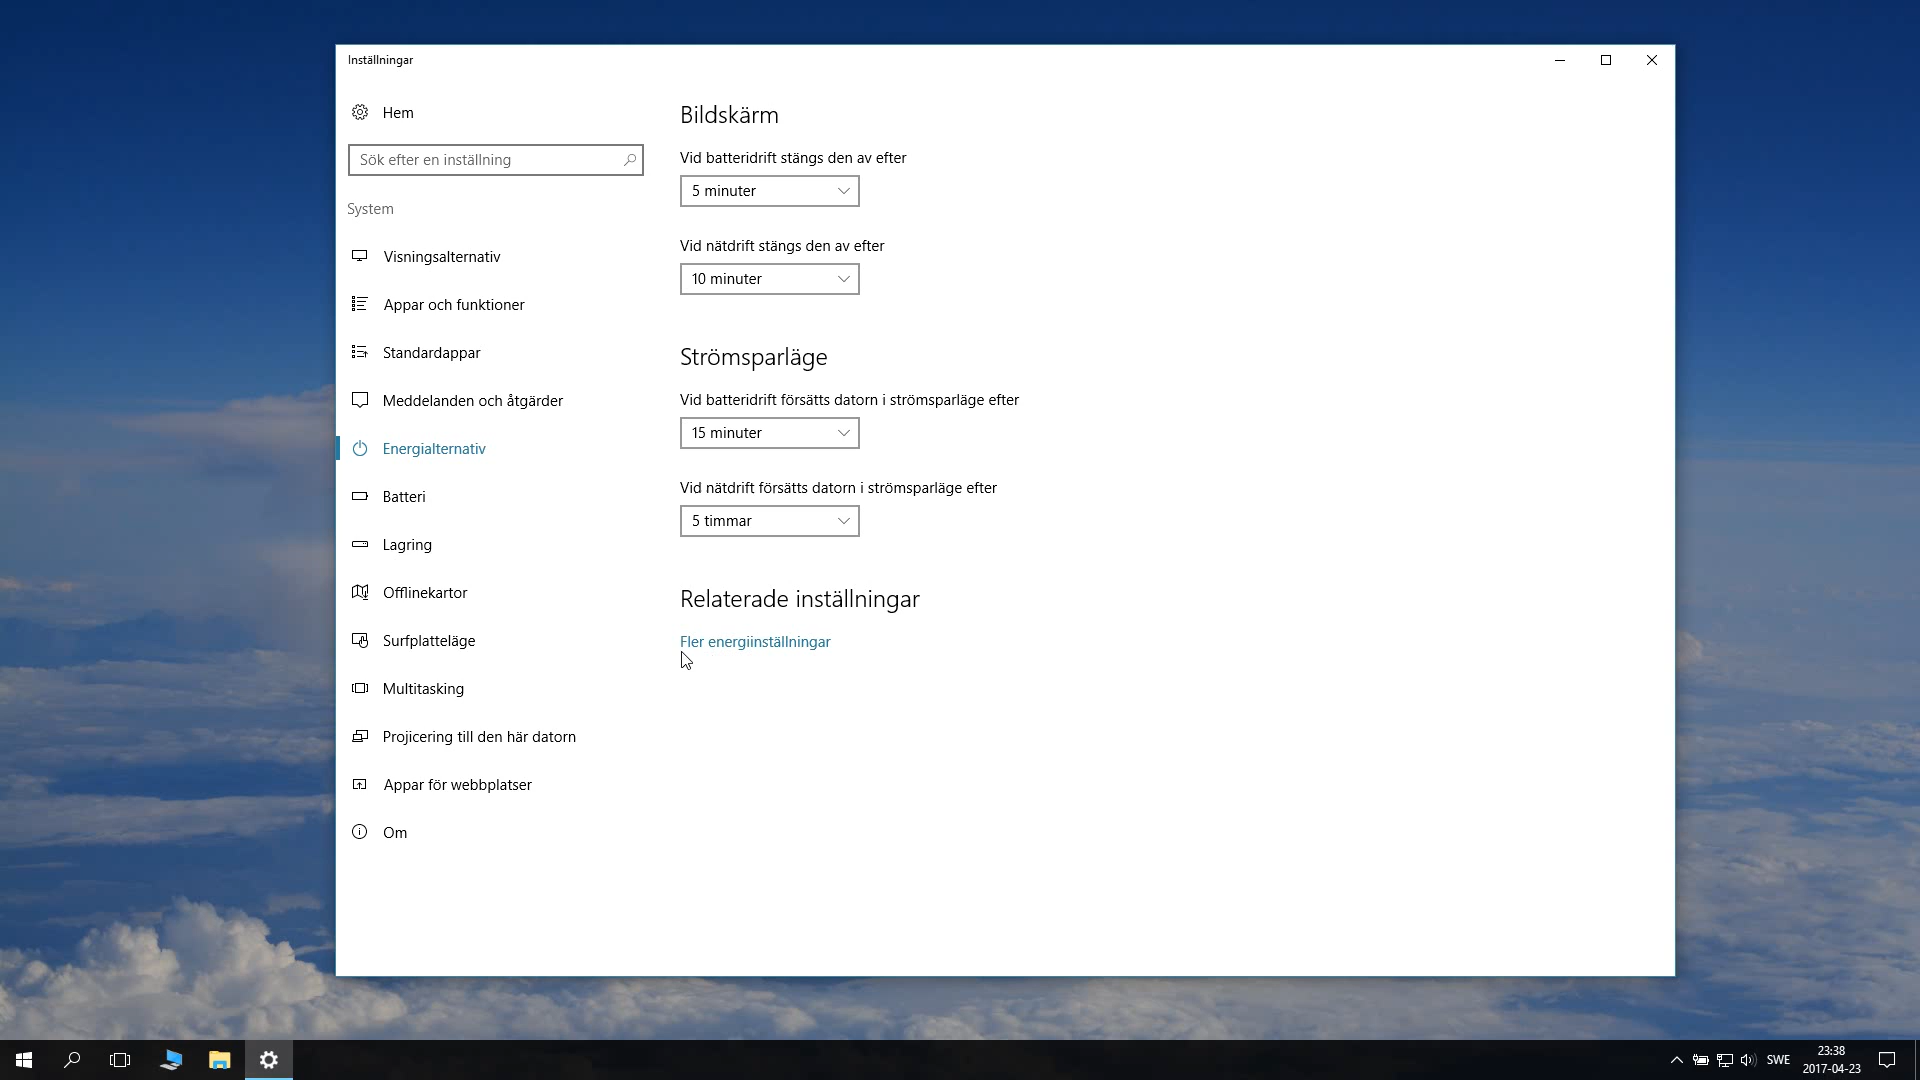 Inställningar
Hem
Sök efter en inställning
System
Visningsalternativ
Appar och funktioner
Standardappar
Meddelanden och åtgärder
Energialternativ
Batteri
Lagring
Offlinekartor
Surfplatteläge
Multitasking
Projicering till den här datorn
Appar för webbplatser
Om
Bildskärm
Vid batteridrift stängs den av efter
5 minuter
Vid nätdrift stängs den av efter
10 minuter
Strömsparläge
Vid batteridrift försätts datorn i strömsparläge efter
15 minuter
Vid nätdrift försätts datorn i strömsparläge efter
5 timmar
Relaterade inställningar
Fler energiinställningar
SWE
23:38
2017-04-23